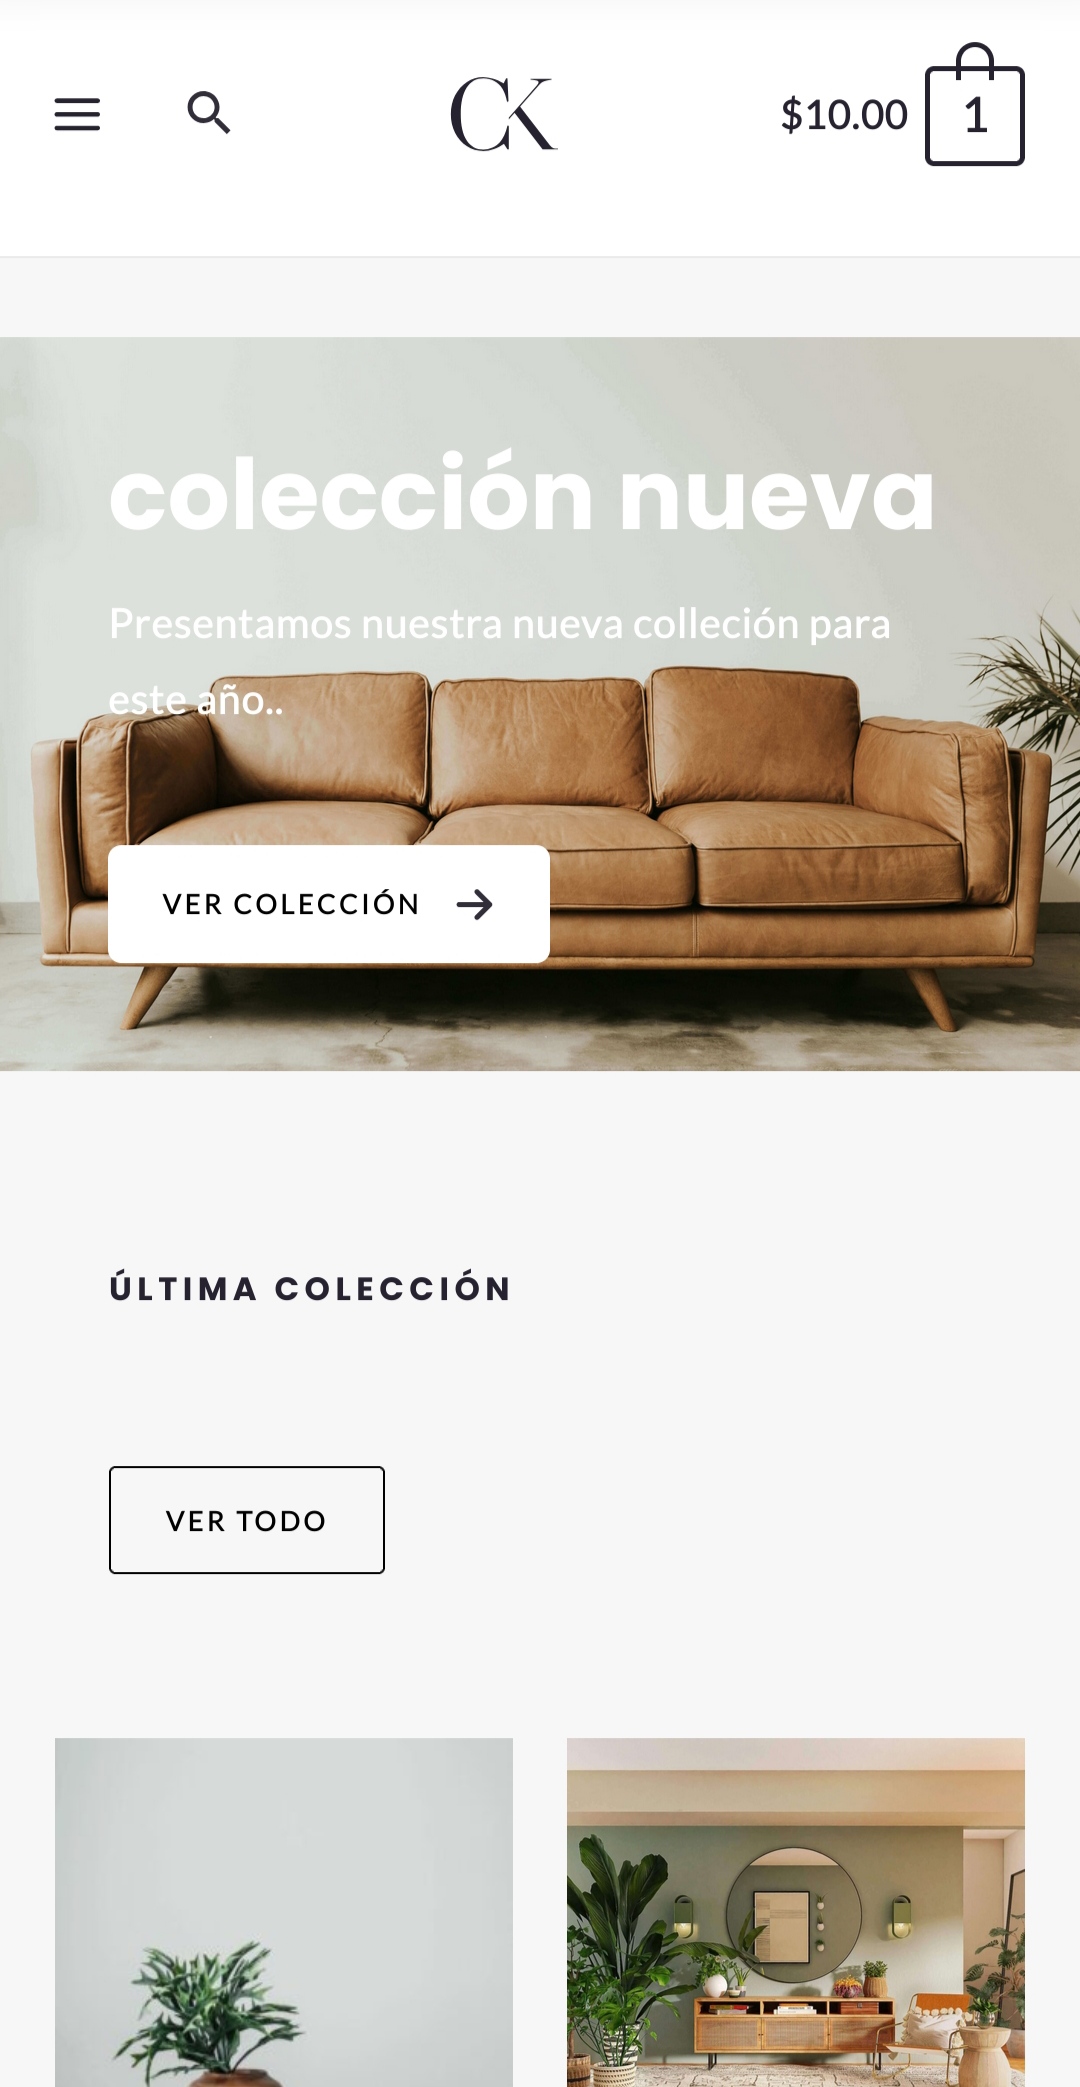 CK
$10.00
1
colección nueva
Presentamos nuestra nueva colleción para
este año..
VER COLECCIÓN
ÚLTIMA COLECCIÓN
VER TODO